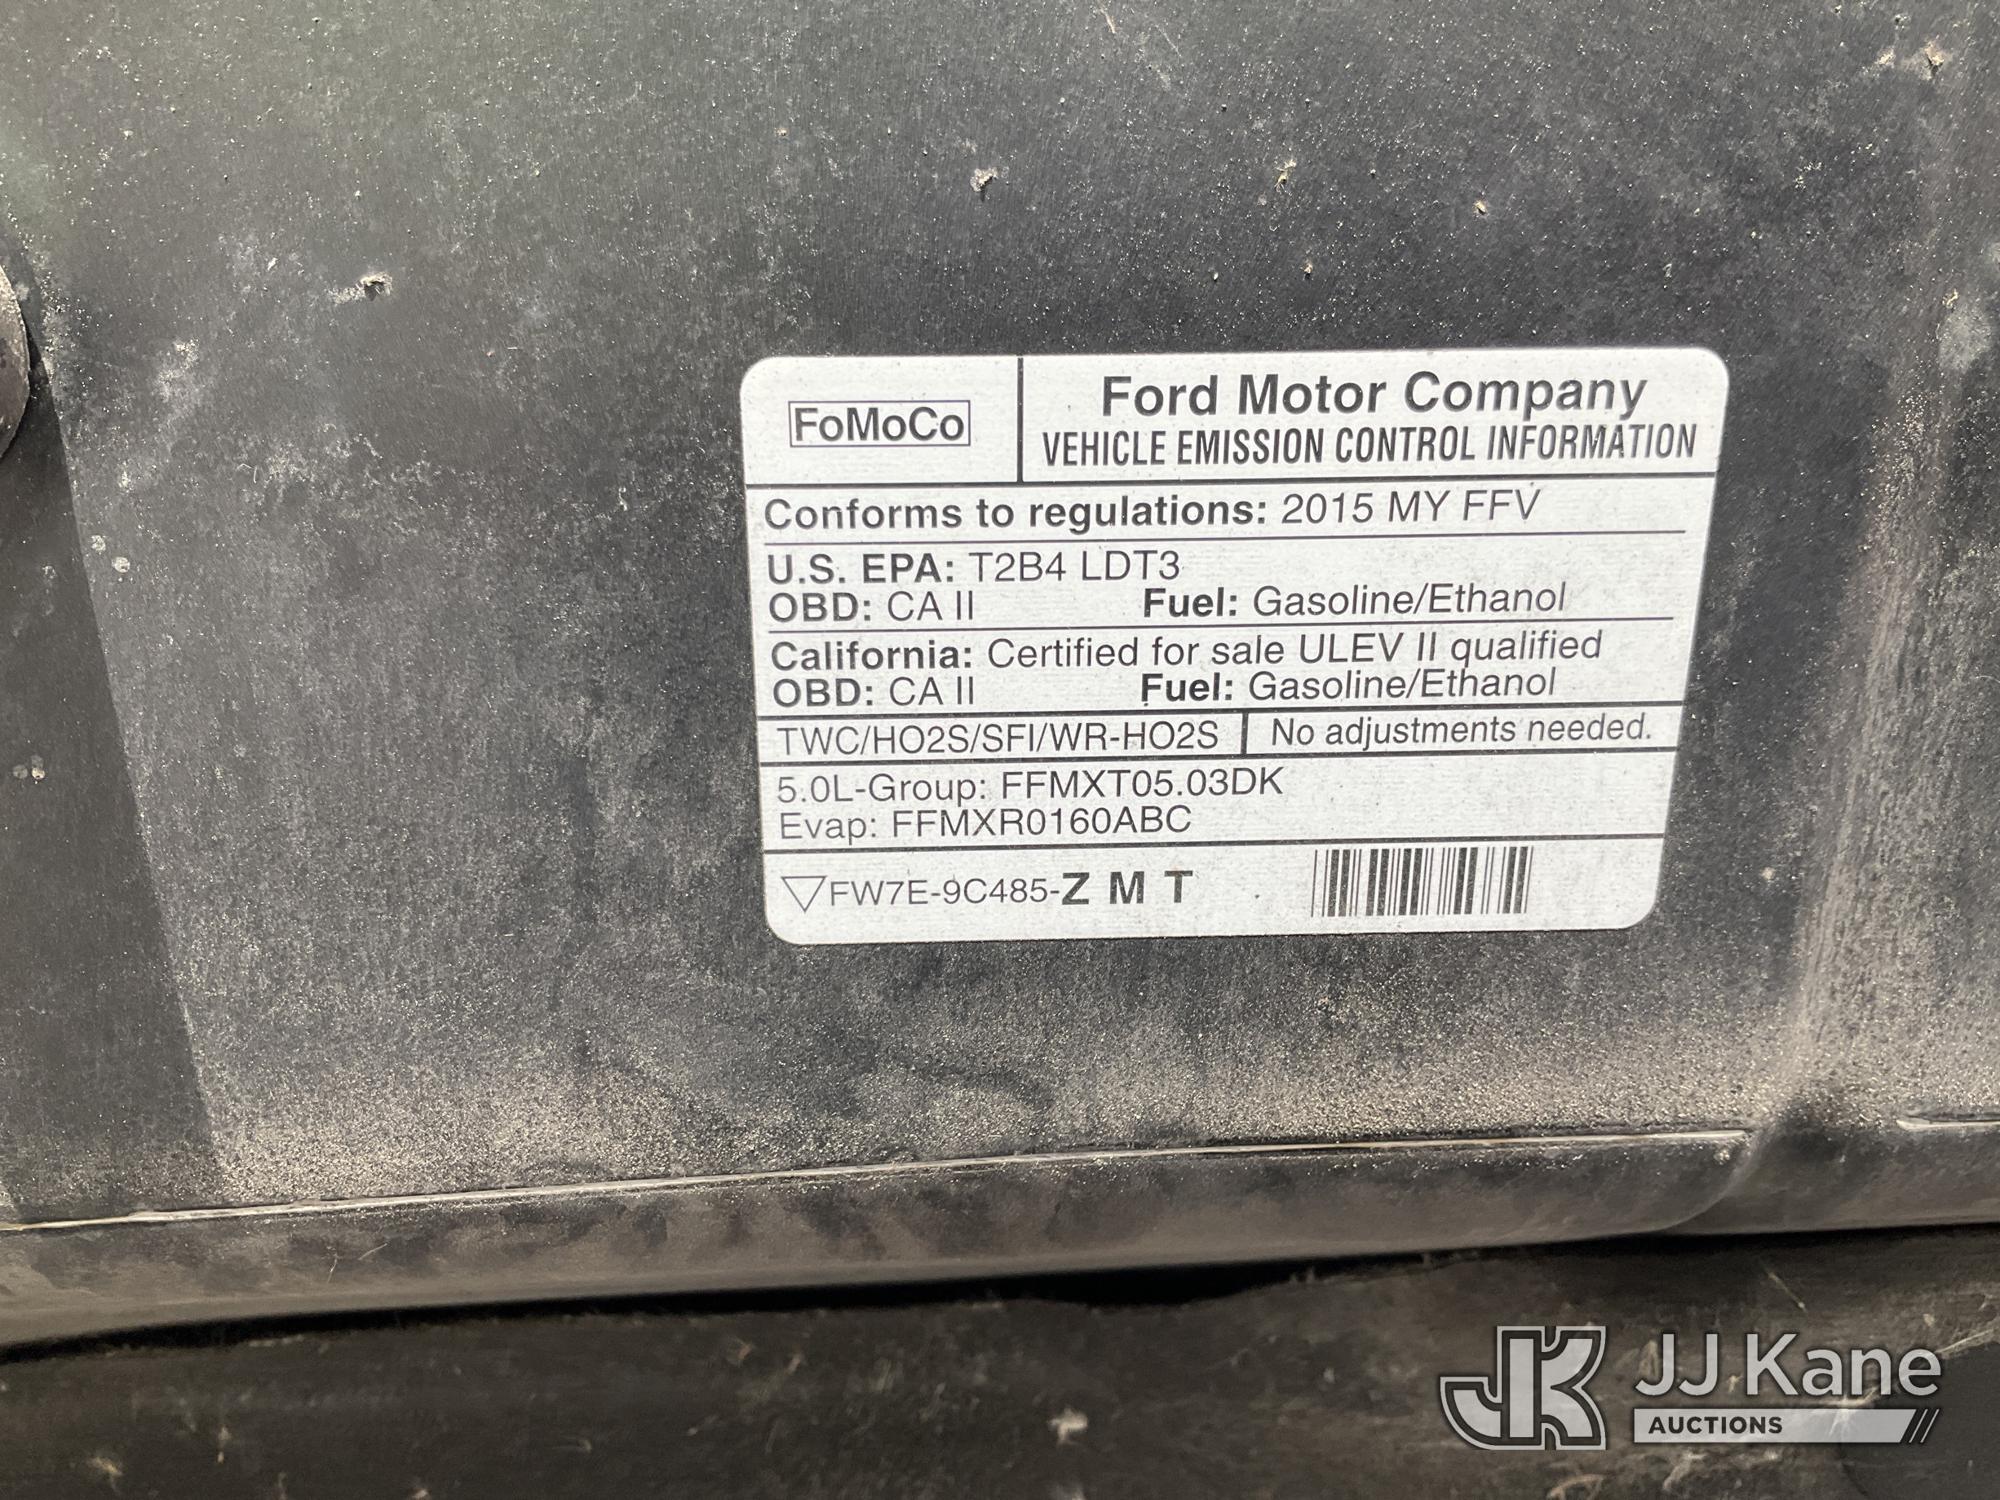 FoMoCo
Ford Motor Company
VEHICLE EMISSION CONTROL INFORMATION
Conforms to regulations: 2015 MY FFV
U.S. EPA: T2B4 LDT3
OBD: CA II Fuel: Gasoline/Ethanol
California: Certified for sale ULEV II qualified
OBD: CA II Fuel: Gasoline/Ethanol
TWC/HO2S/SFI/WR-HO2S No adjustments needed.
5.0L-Group: FFMXT05.03DK
Evap: FFMXR0160ABC
FW7E-9C485-Z M T
JK JJ Kane
AUCTIONS